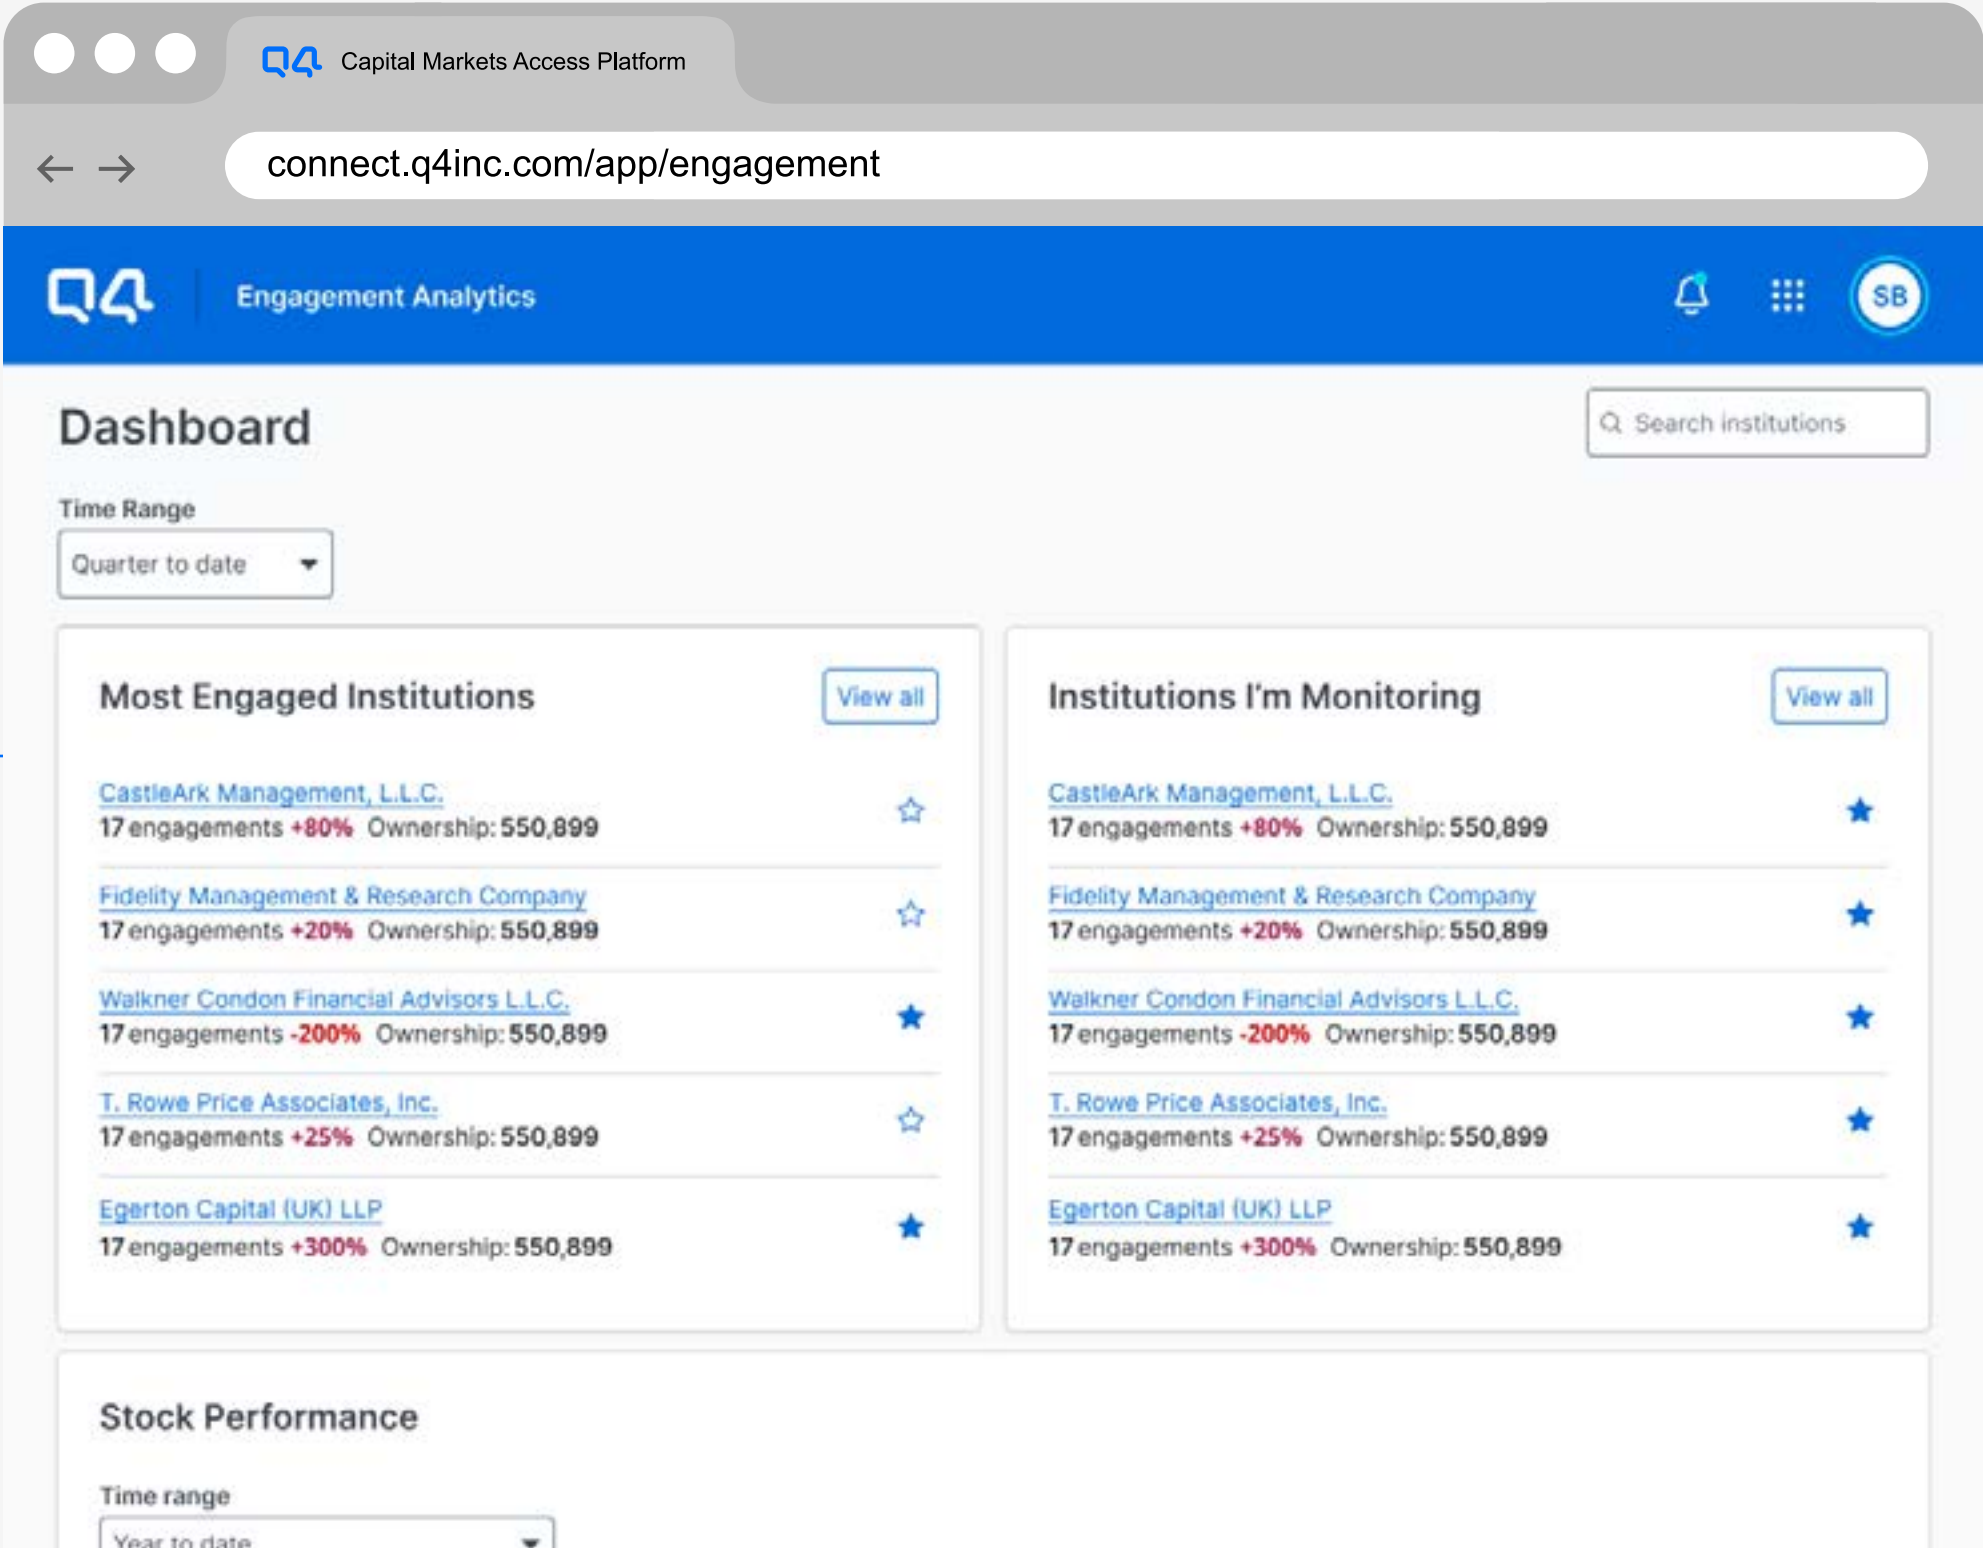 Q4 Capital Markets Access Platform
connect.q4inc.com/app/engagement
Q4 Engagement Analytics
SB
Dashboard
Search institutions
Time Range
Quarter to date
Most Engaged Institutions
View all
CastleArk Management, L.L.C.
17 engagements +80% Ownership: 550,899
Fidelity Management & Research Company
17 engagements +20% Ownership: 550,899
Walkner Condon Financial Advisors L.L.C.
17 engagements -200% Ownership: 550,899
T. Rowe Price Associates, Inc.
17 engagements +25% Ownership: 550,899
Egerton Capital (UK) LLP
17 engagements +300% Ownership: 550,899
Institutions I'm Monitoring
View all
CastleArk Management, L.L.C.
17 engagements +80% Ownership: 550,899
Fidelity Management & Research Company
17 engagements +20% Ownership: 550,899
Walkner Condon Financial Advisors L.L.C.
17 engagements -200% Ownership: 550,899
T. Rowe Price Associates, Inc.
17 engagements +25% Ownership: 550,899
Egerton Capital (UK) LLP
17 engagements +300% Ownership: 550,899
Stock Performance
Time range
Year to date